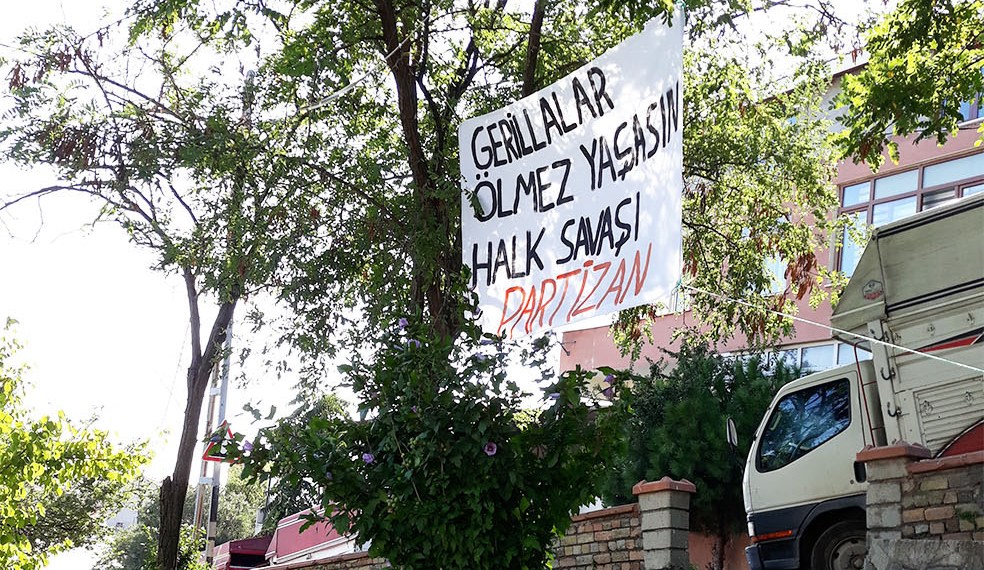 GERİLLALAR
ÖLMEZ YAŞASIN
HALK SAVAŞI
PARTİZAN